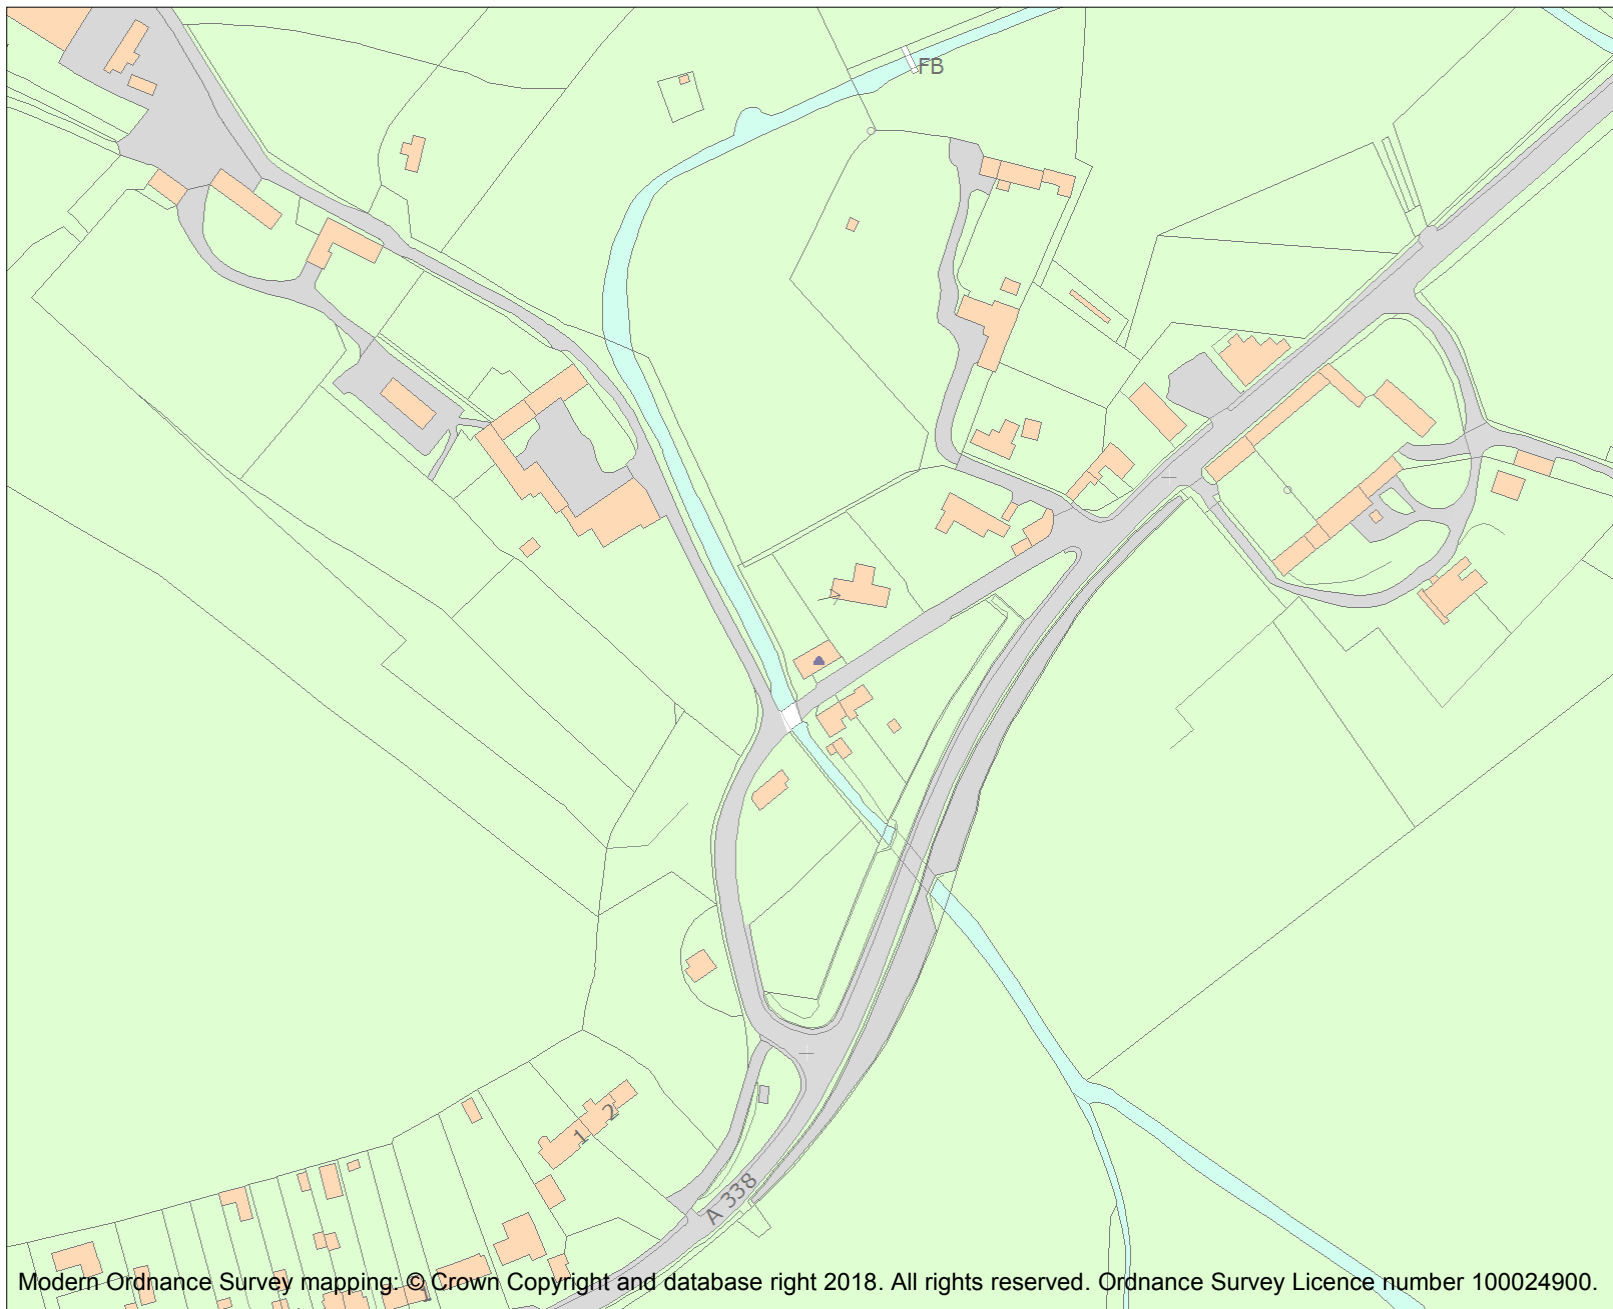 FB
2
1
A 338
Modern Ordnance Survey mapping: © Crown Copyright and database right 2018. All rights reserved. Ordnance Survey Licence number 100024900.